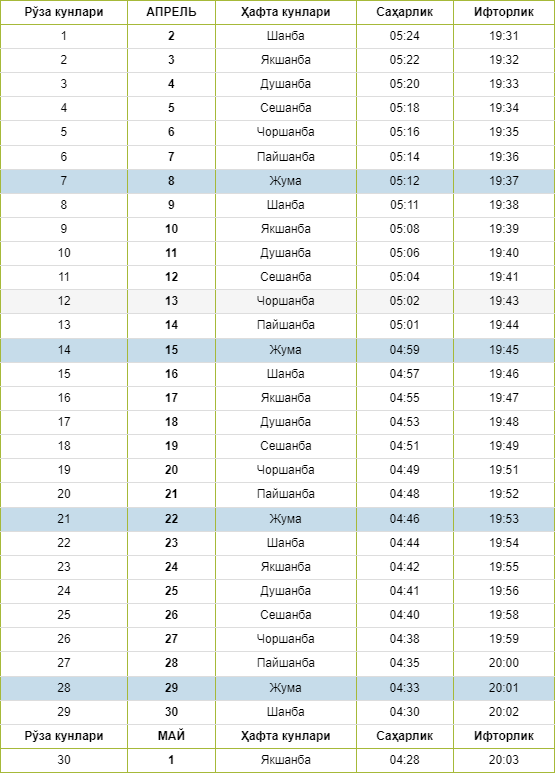 Рўза кунлари АПРЕЛЬ Ҳафта кунлари Саҳарлик Ифторлик
1 2 Шанба 05:24 19:31
2 3 Якшанба 05:22 19:32
3 4 Душанба 05:20 19:33
4 5 Сешанба 05:18 19:34
5 6 Чоршанба 05:16 19:35
6 7 Пайшанба 05:14 19:36
7 8 Жума 05:12 19:37
8 9 Шанба 05:11 19:38
9 10 Якшанба 05:08 19:39
10 11 Душанба 05:06 19:40
11 12 Сешанба 05:04 19:41
12 13 Чоршанба 05:02 19:43
13 14 Пайшанба 05:01 19:44
14 15 Жума 04:59 19:45
15 16 Шанба 04:57 19:46
16 17 Якшанба 04:55 19:47
17 18 Душанба 04:53 19:48
18 19 Сешанба 04:51 19:49
19 20 Чоршанба 04:49 19:51
20 21 Пайшанба 04:48 19:52
21 22 Жума 04:46 19:53
22 23 Шанба 04:44 19:54
23 24 Якшанба 04:42 19:55
24 25 Душанба 04:41 19:56
25 26 Сешанба 04:40 19:58
26 27 Чоршанба 04:38 19:59
27 28 Пайшанба 04:35 20:00
28 29 Жума 04:33 20:01
29 30 Шанба 04:30 20:02
Рўза кунлари МАЙ Ҳафта кунлари Саҳарлик Ифторлик
30 1 Якшанба 04:28 20:03